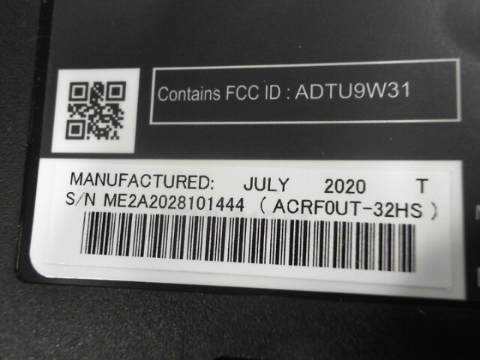 Contains FCC ID : ADTU9W31
MANUFACTURED: JULY 2020 T
S/N ME2A2028101444 ( ACRF0UT-32HS )